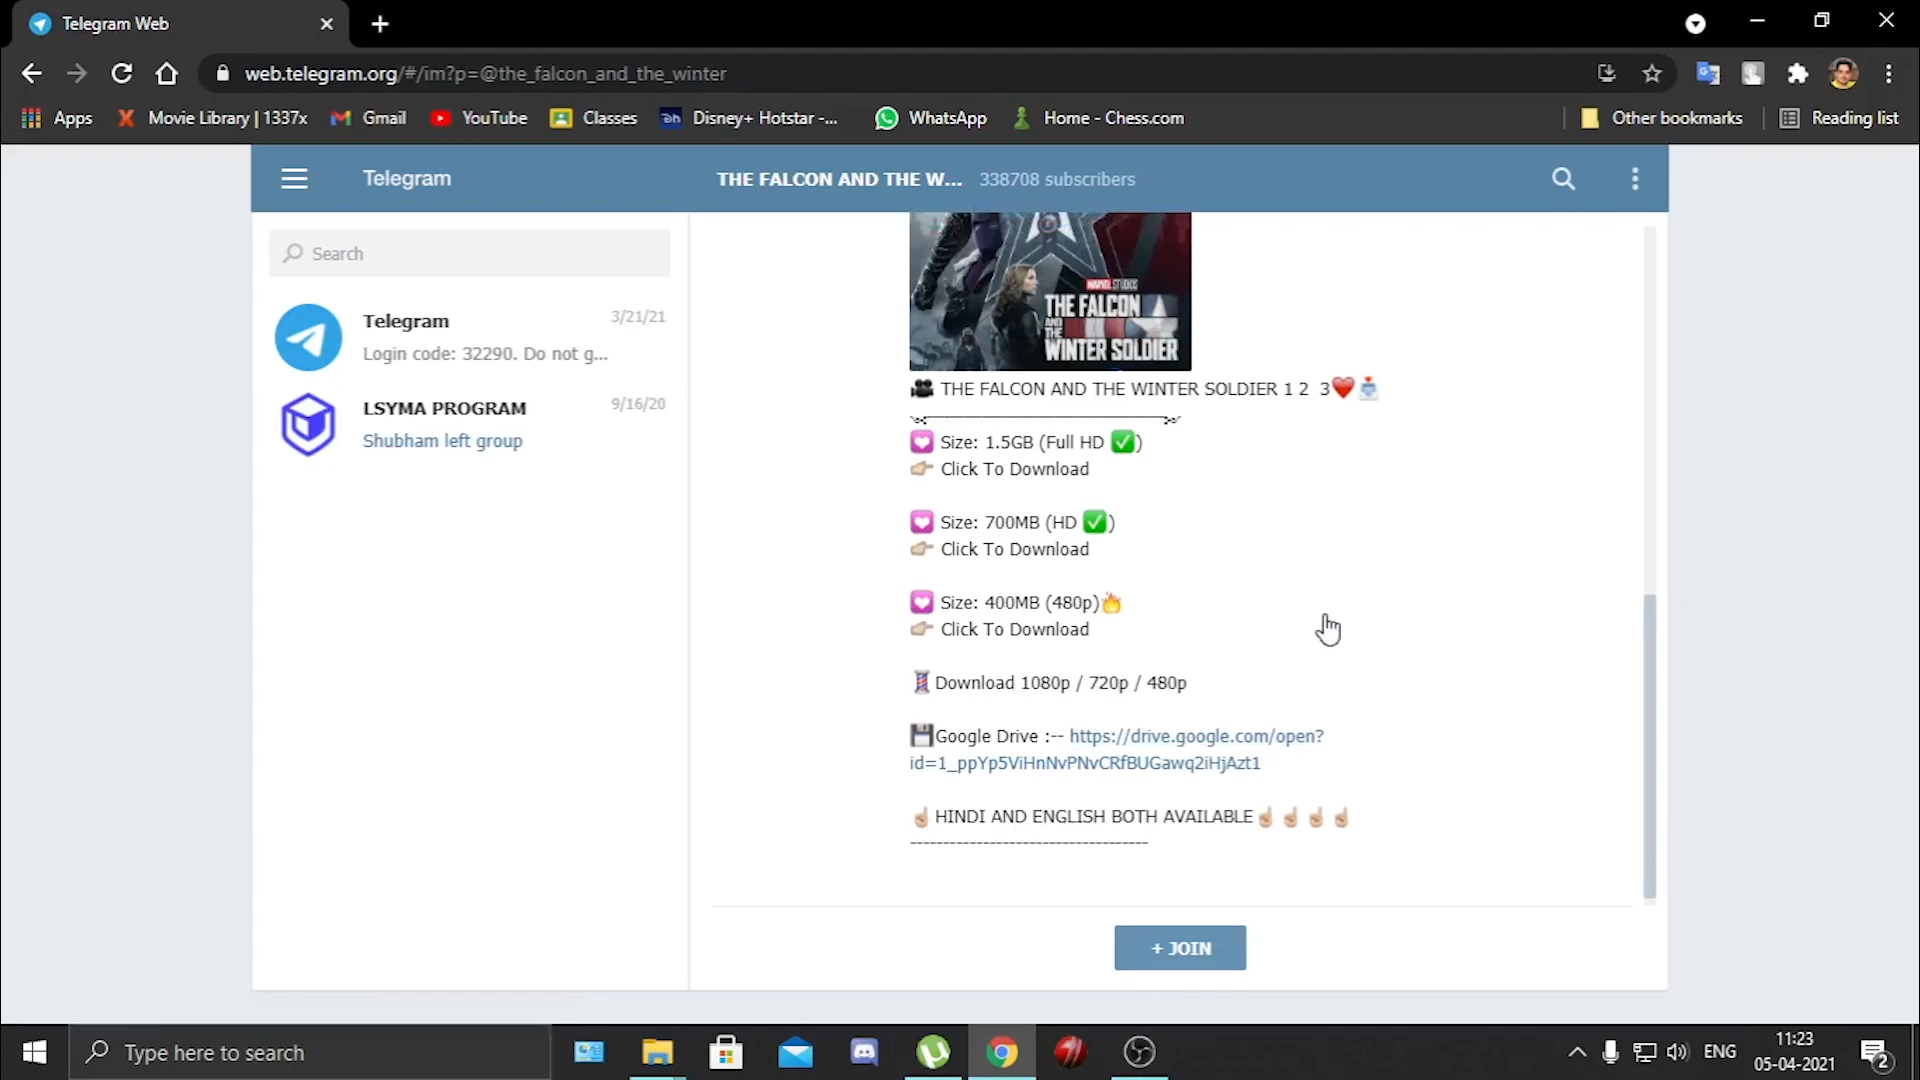 Telegram Web
web.telegram.org/#/im?p=@the_falcon_and_the_winter
Apps
Movie Library | 1337x
Gmail
YouTube
Classes
Disney+ Hotstar -...
WhatsApp
Home - Chess.com
Other bookmarks
Reading list
Telegram
THE FALCON AND THE W... 338708 subscribers
Search
Telegram 3/21/21
Login code: 32290. Do not g...
LSYMA PROGRAM 9/16/20
Shubham left group
MARVEL STUDIOS
THE FALCON
AND THE
WINTER SOLDIER
🎥 THE FALCON AND THE WINTER SOLDIER 1 2 3❤️📩
💟 Size: 1.5GB (Full HD ✅)
👉🏼 Click To Download
💟 Size: 700MB (HD ✅)
👉🏼 Click To Download
💟 Size: 400MB (480p)🔥
👉🏼 Click To Download
💈Download 1080p / 720p / 480p
💾Google Drive :-- https://drive.google.com/open?
id=1_ppYp5ViHnNvPNvCRfBUGawq2iHjAzt1
☝🏼HINDI AND ENGLISH BOTH AVAILABLE☝🏼☝🏼☝🏼☝🏼
------------------------------------
+ JOIN
Type here to search
ENG
11:23
05-04-2021
2